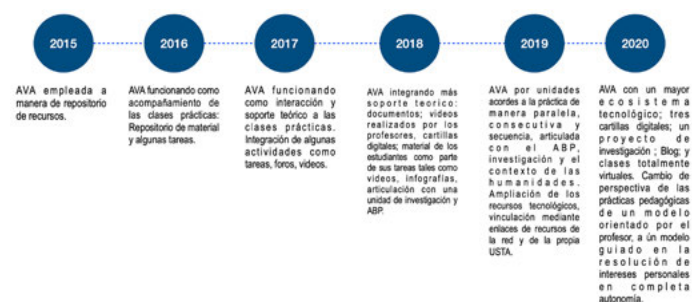 2015
2016
2017
2018
2019
2020
AVA empleada a
manera de repositorio
de recursos.
AVA funcionando como
acompañamiento de
las clases prácticas:
Repositorio de material
y algunas tareas.
AVA funcionando
como interacción y
soporte teórico a las
clases prácticas.
Integración de algunas
actividades como
tareas, foros, videos.
AVA integrando más
soporte teorico:
documentos; videos
realizados por los
profesores, cartillas
digitales; material de los
estudiantes como parte
de sus tareas tales como
videos, infografías,
articulación con una
unidad de investigación y
ABP.
AVA por unidades
acordes a la práctica de
manera paralela,
consecutiva y
secuencia, articulada
con el ABP,
investigación y el
contexto de las
humanidades.
Ampliación de los
recursos tecnológicos,
vinculación mediante
enlaces de recursos de
la red y de la propia
USTA.
AVA con un mayor
ecosistema
tecnológico; tres
cartillas digitales; un
proyecto de
investigación ; Blog; y
clases totalmente
virtuales. Cambio de
perspectiva de las
prácticas pedagógicas
de un modelo
orientado por el
profesor, a ún modelo
guiado en la
resolución de
intereses personales
en completa
autonomía.